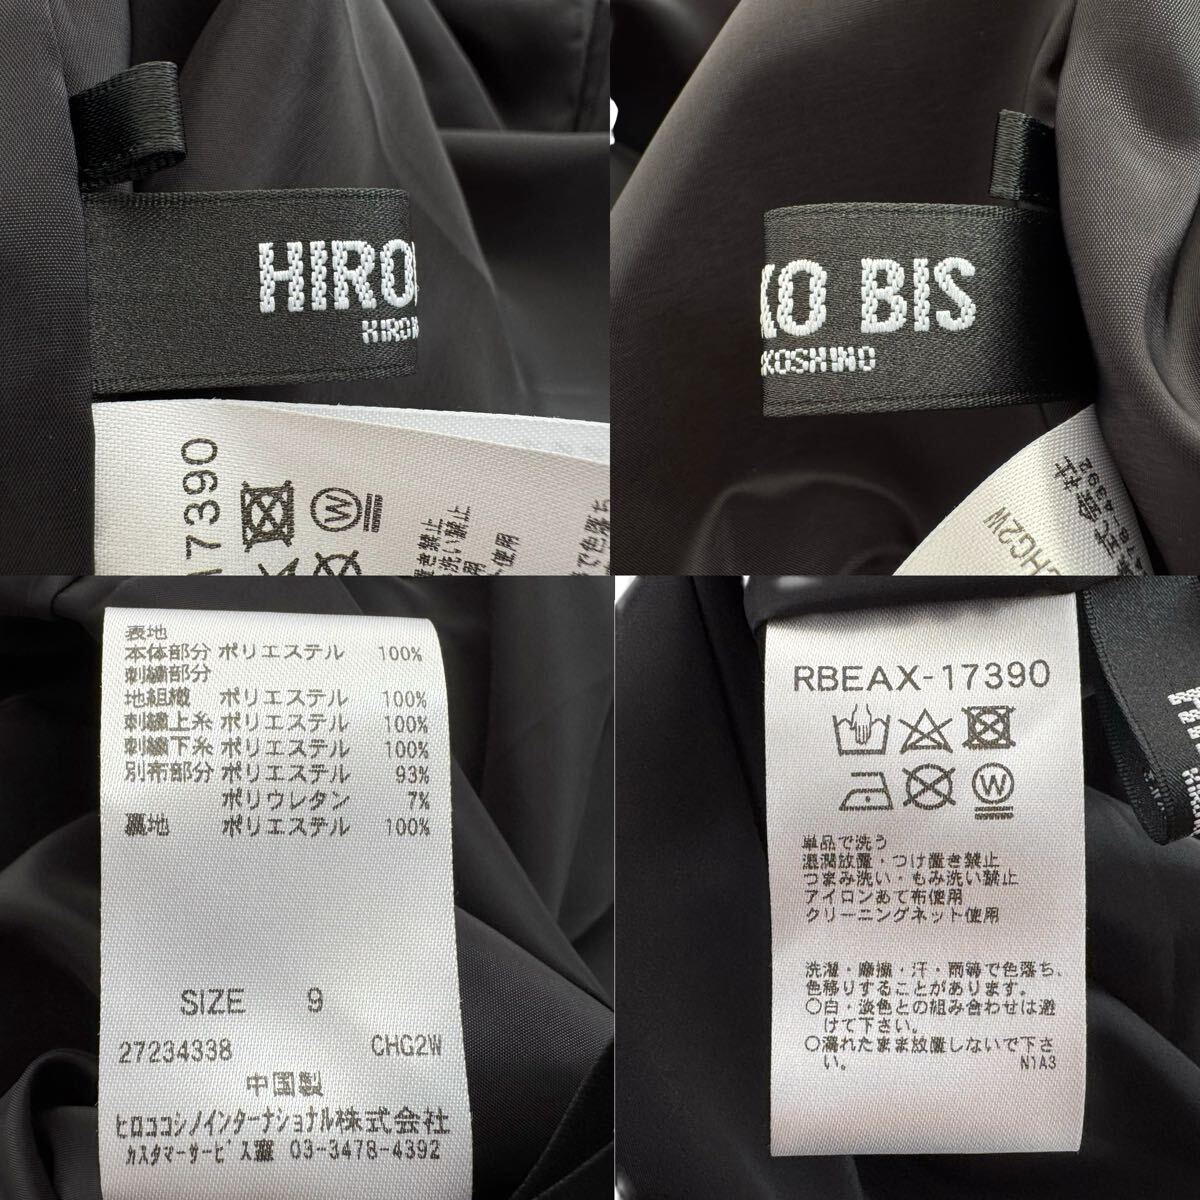 HIRO
HIRO
17390
W
き禁止
洗い禁止
使用
で色落ち
KO BIS
KOSHINO
CHG2W
表地
本体部分 ポリエステル 100%
刺繍部分
地組織 ポリエステル 100%
刺繍上糸 ポリエステル 100%
刺繍下糸 ポリエステル 100%
別布部分 ポリエステル 93%
ポリウレタン 7%
裏地 ポリエステル 100%
SIZE 9
27234338 CHG2W
中国製
ヒロココシノインターナショナル株式会社
カスタマーサービス室 03-3478-4392
RBEAX-17390
W
単品で洗う
湿潤放置・つけ置き禁止
つまみ洗い・もみ洗い禁止
アイロンあて布使用
クリーニングネット使用
洗濯・摩擦・汗・雨等で色落ち、
色移りすることがあります。
○白・淡色との組み合わせは避
けて下さい。
○濡れたまま放置しないで下さ
い。 N1A3